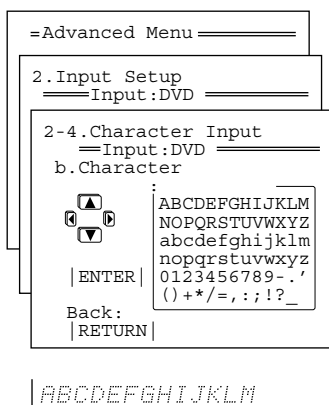 =Advanced Menu
2.Input Setup
Input:DVD
2-4.Character Input
=Input:DVD
b.Character
:
ABCDEFGHIJKLM
NOPQRSTUVWXYZ
abcdefghijklm
nopqrstuvwxyz
|ENTER| 0123456789-.’
()+*/=,:;!?_
Back:
|RETURN|
ABCDEFGHIJKLM